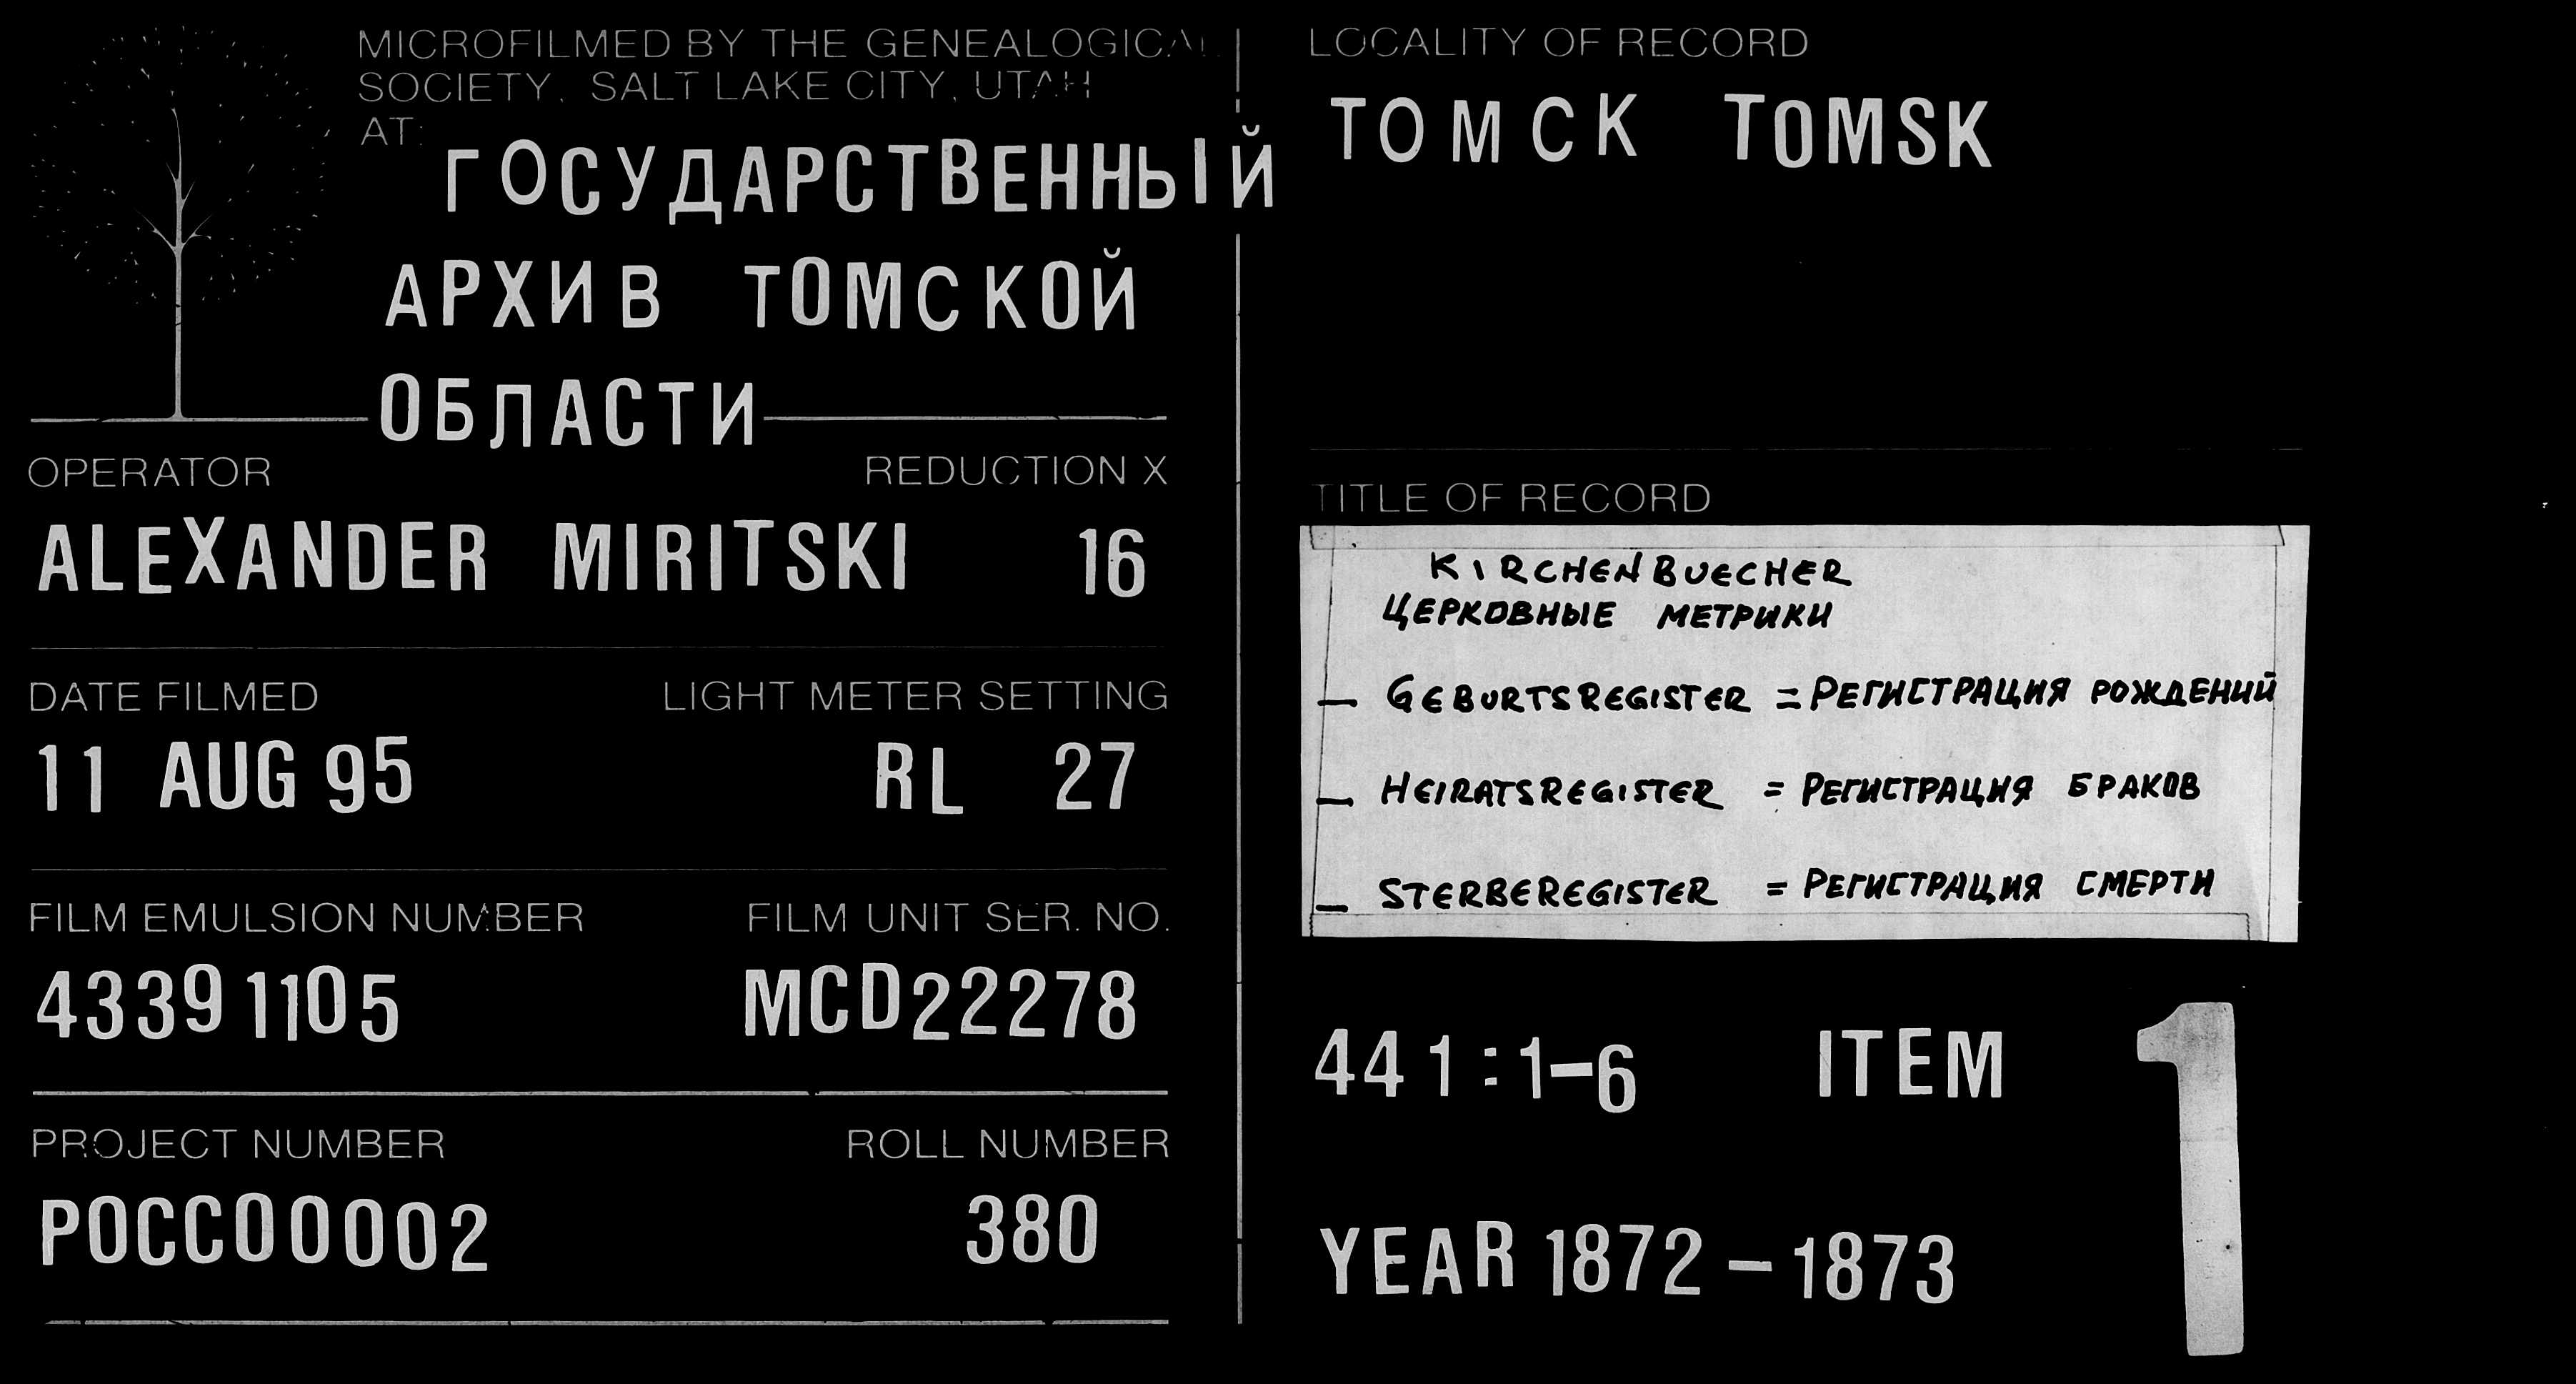 MICROFILMED BY THE GENEALOGICAL
SOCIETY, SALT LAKE CITY, UTAH
AT:
ГОСУДАРСТВЕННЫЙ
АРХИВ ТОМСКОЙ
ОБЛАСТИ
OPERATOR REDUCTION X
ALEXANDER MIRITSKI 16
DATE FILMED LIGHT METER SETTING
11 AUG 95 RL 27
FILM EMULSION NUMBER FILM UNIT SER. NO.
43391105 MCD22278
PROJECT NUMBER ROLL NUMBER
POCC00002 380
LOCALITY OF RECORD
ТОМСК TOMSK
TITLE OF RECORD
KIRCHENBUECHER
ЦЕРКОВНЫЕ МЕТРИКИ
— GEBURTSREGISTER = РЕГИСТРАЦИЯ РОЖДЕНИЙ
— HEIRATSREGISTER = РЕГИСТРАЦИЯ БРАКОВ
— STERBEREGISTER = РЕГИСТРАЦИЯ СМЕРТИ
441:1-6 ITEM 1
YEAR 1872-1873